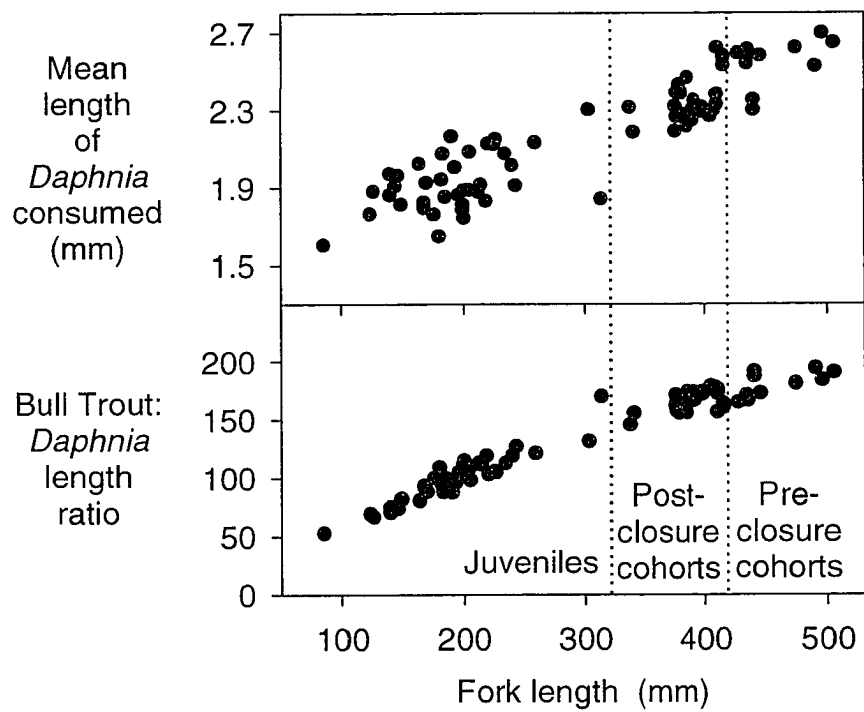 Mean
length
of
Daphnia
consumed
(mm)
2.7
2.3
1.9
1.5
Bull Trout:
Daphnia
length
ratio
200
150
100
50
0
Juveniles
Post-
closure
cohorts
Pre-
closure
cohorts
100 200 300 400 500
Fork length (mm)